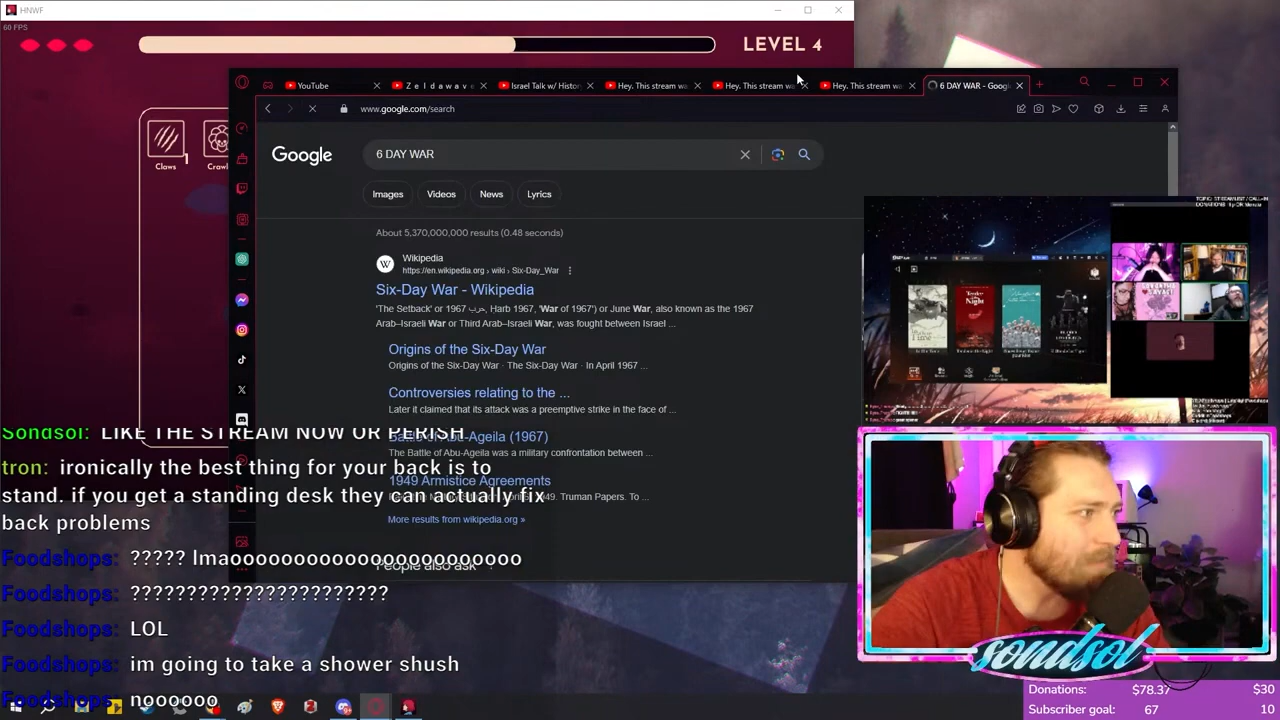 HNWF
60 FPS
LEVEL 4
YouTube
Z e l d a w a v e
Israel Talk w/ Histor
Hey. This stream wa
Hey. This stream wa
Hey. This stream wa
6 DAY WAR - Googl
www.google.com/search
Google
6 DAY WAR
Images
Videos
News
Lyrics
Claws
1
Crawl
About 5,370,000,000 results (0.48 seconds)
Wikipedia
https://en.wikipedia.org › wiki › Six-Day_War
Six-Day War - Wikipedia
'The Setback' or 1967 حرب, Harb 1967, 'War of 1967') or June War, also known as the 1967
Arab–Israeli War or Third Arab–Israeli War, was fought between Israel ...
Origins of the Six-Day War
Origins of the Six-Day War · The Six-Day War · In April 1967 ...
Controversies relating to the ...
Later it claimed that its attack was a preemptive strike in the face of ...
Abu-Ageila (1967)
The Battle of Abu-Ageila was a military confrontation between ...
1949 Armistice Agreements
1949. Truman Papers. To ...
More results from wikipedia.org »
People also ask
Sondsol: LIKE THE STREAM NOW OR PERISH
tron: ironically the best thing for your back is to
stand. if you get a standing desk they can actually fix
back problems
Foodshops: ????? lmaooooooooooooooooooooooo
Foodshops: ??????????????????????
Foodshops: LOL
Foodshops: im going to take a shower shush
Foodshops: noooooo
sondsol
Donations: $78.37 $30
Subscriber goal: 67 10